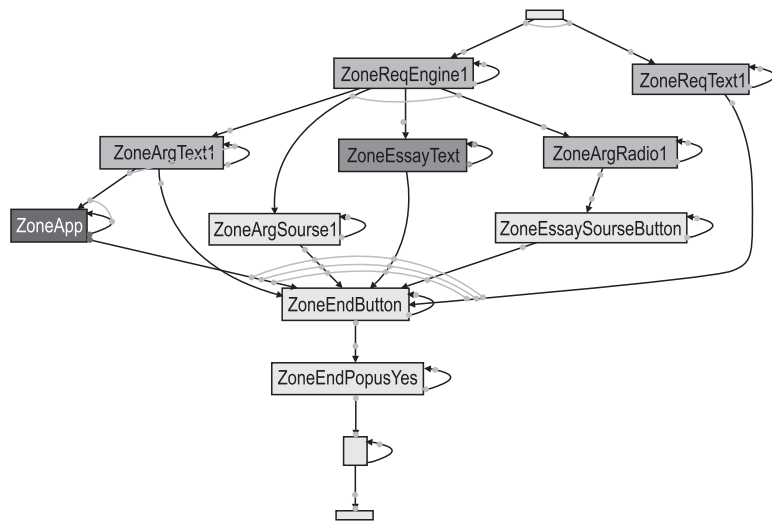 ZoneReqEngine1
ZoneReqText1
ZoneArgText1
ZoneEssayText
ZoneArgRadio1
ZoneApp
ZoneArgSourse1
ZoneEssaySourseButton
ZoneEndButton
ZoneEndPopusYes